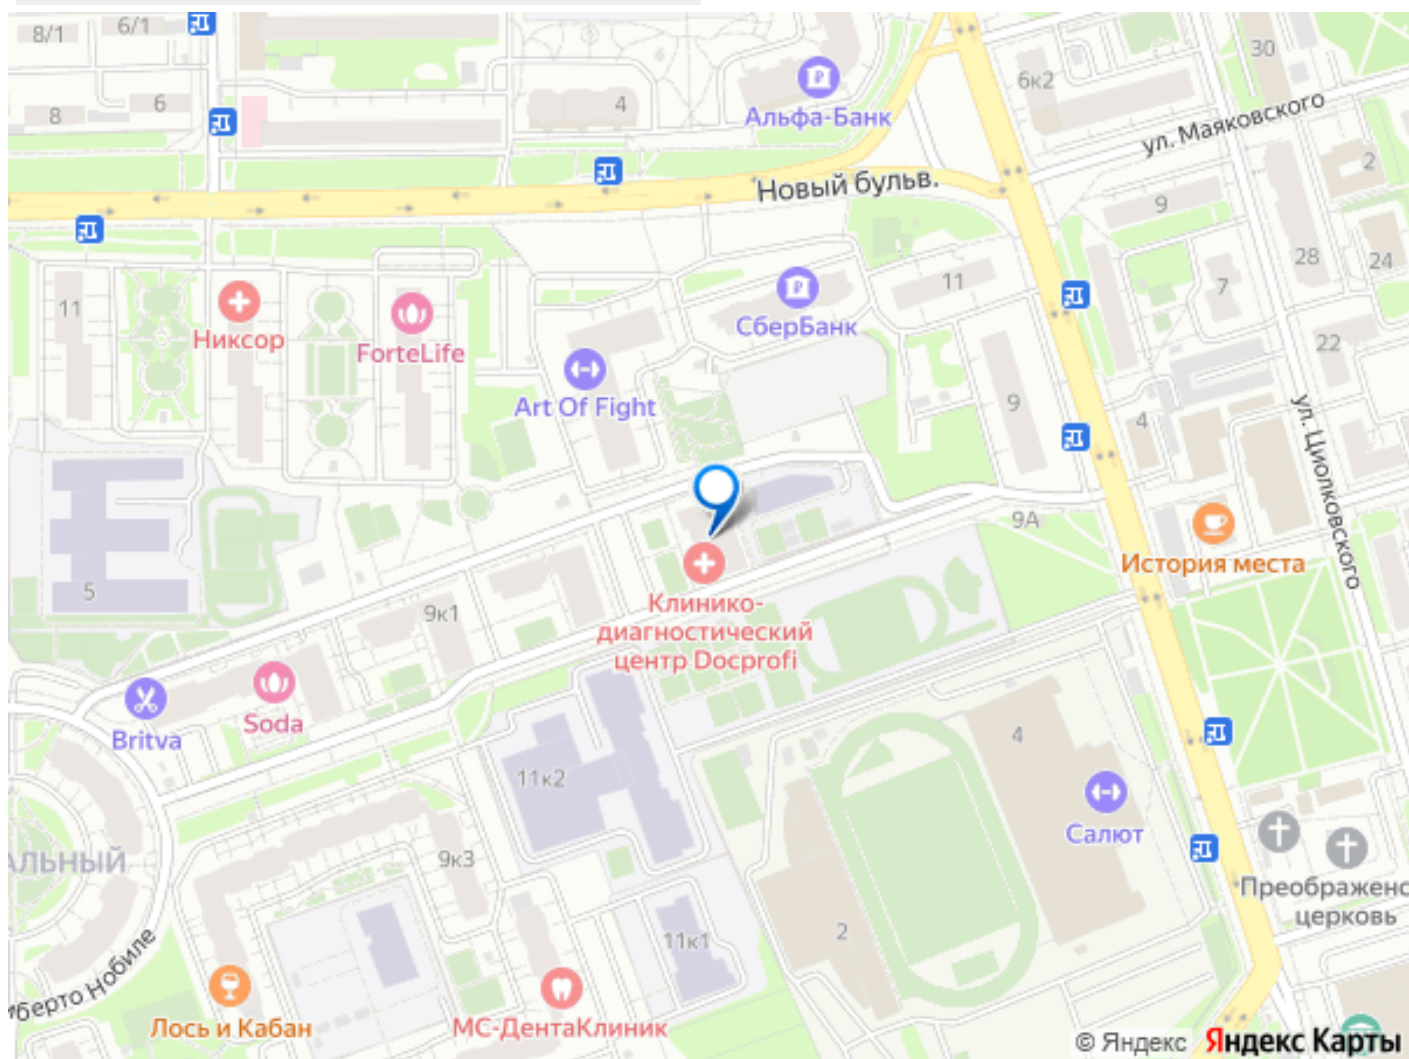 8/1
6/1
30
6к2
8
6
4
Альфа-Банк
ул. Маяковского
2
Новый бульв.
9
28
24
11
7
11
СберБанк
Никсор
ForteLife
22
Art Of Fight
9
4
ул. Циолковского
9А
История места
5
9к1
Клинико-
диагностический
центр Docprofi
Soda
Britva
4
11к2
Салют
АЛЬНЫЙ
9к3
Преображенс
церковь
2
11к1
берто Нобиле
Лось и Кабан
МС-ДентаКлиник
© Яндекс Яндекс Карты